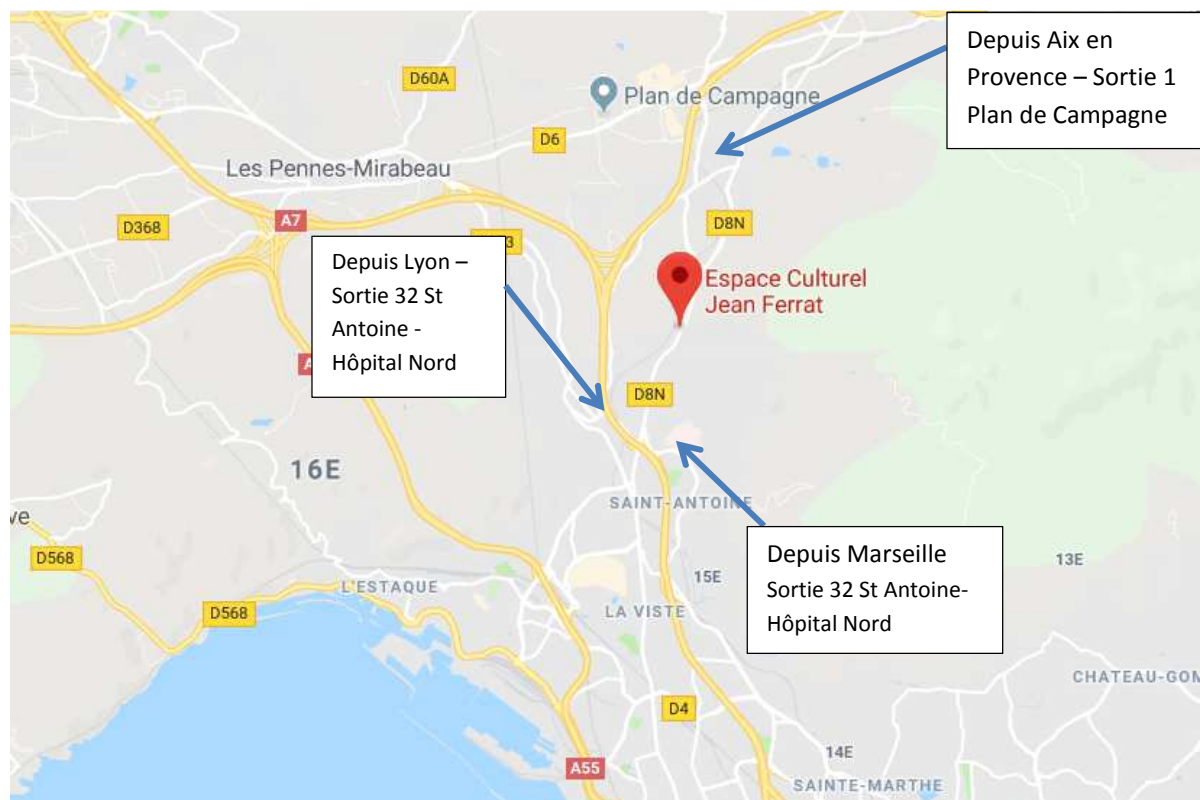 Depuis Aix en
Provence – Sortie 1
Plan de Campagne
D60A
Plan de Campagne
D6
Les Pennes-Mirabeau
A7
D368
D8N
Depuis Lyon –
Sortie 32 St
Antoine -
Hôpital Nord
Espace Culturel
Jean Ferrat
D8N
16E
SAINT-ANTOINE
D568
Depuis Marseille
Sortie 32 St Antoine-
Hôpital Nord
13E
15E
L'ESTAQUE
D568
LA VISTE
CHATEAU-GOM
D4
14E
A55
SAINTE-MARTHE